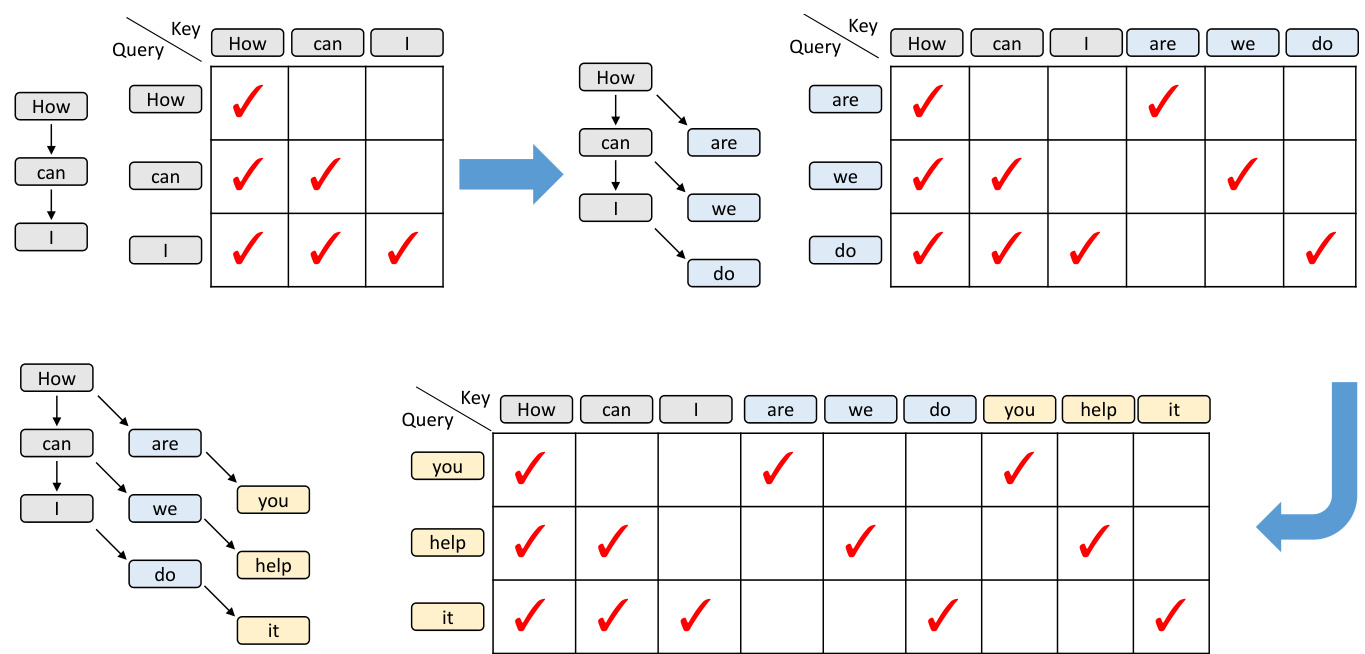 Key
Query
How can I
How
can
I
How
can
I
How
can
I
are
we
do
Key
Query
How can I are we do
are
we
do
How
can
I
are
we
do
you
help
it
Key
Query
How can I are we do you help it
you
help
it